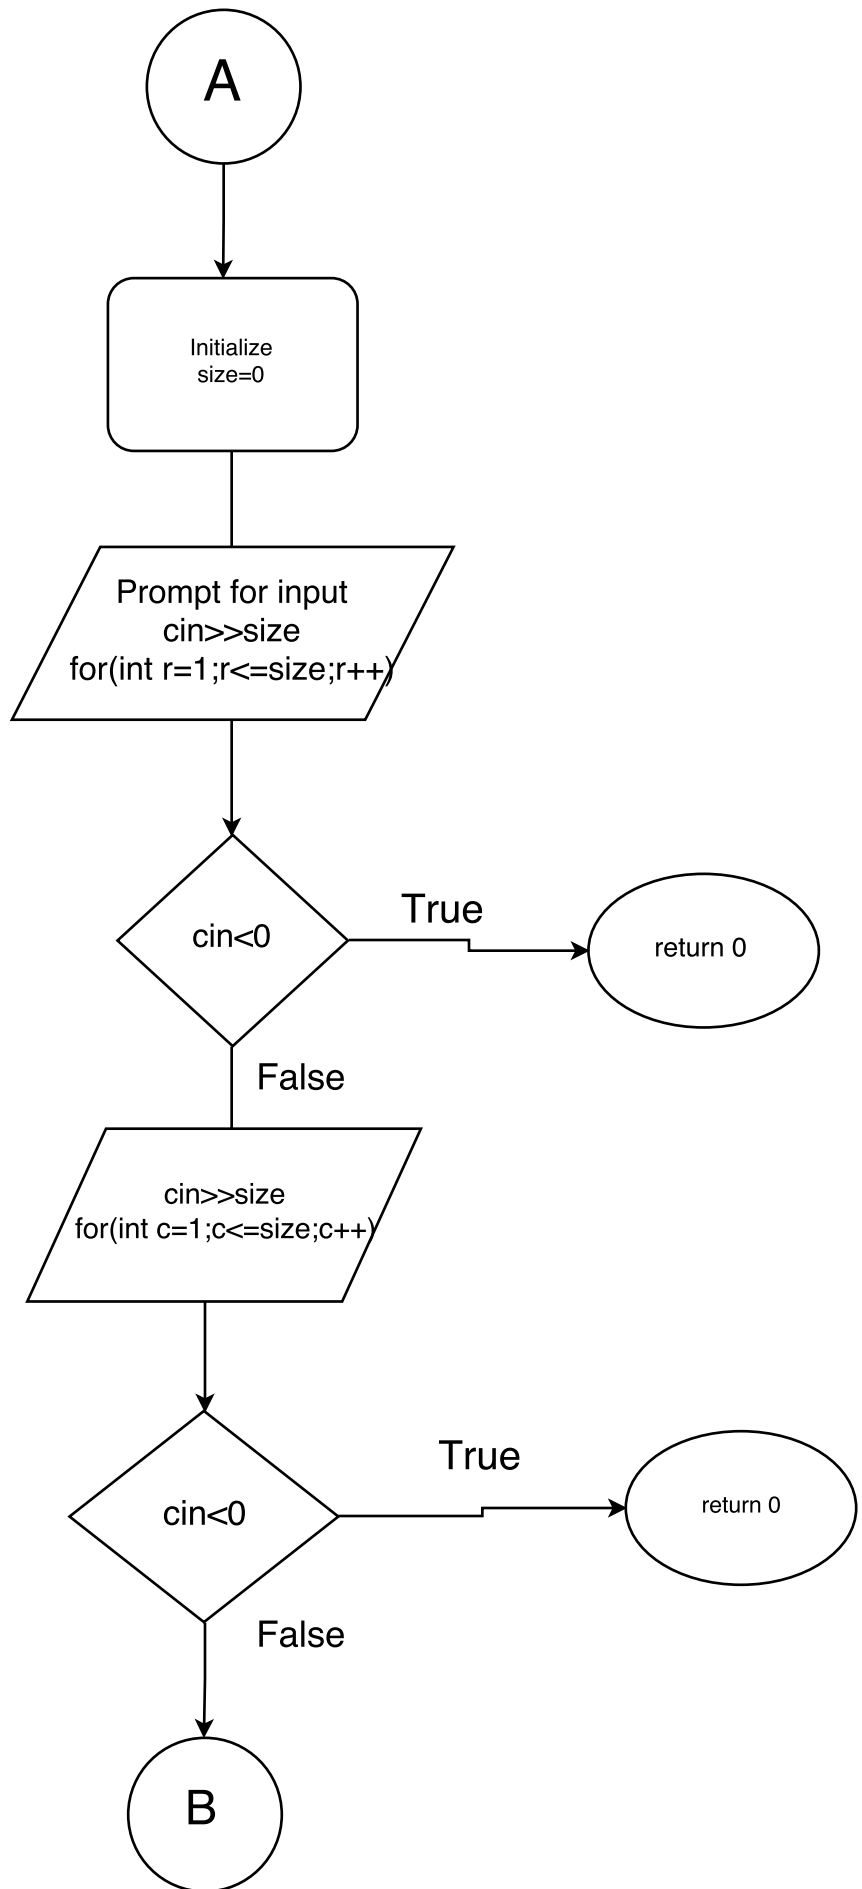 A
Initialize
size=0
Prompt for input
cin>>size
for(int r=1;r<=size;r++)
cin<0
True
return 0
False
cin>>size
for(int c=1;c<=size;c++)
cin<0
True
return 0
False
B